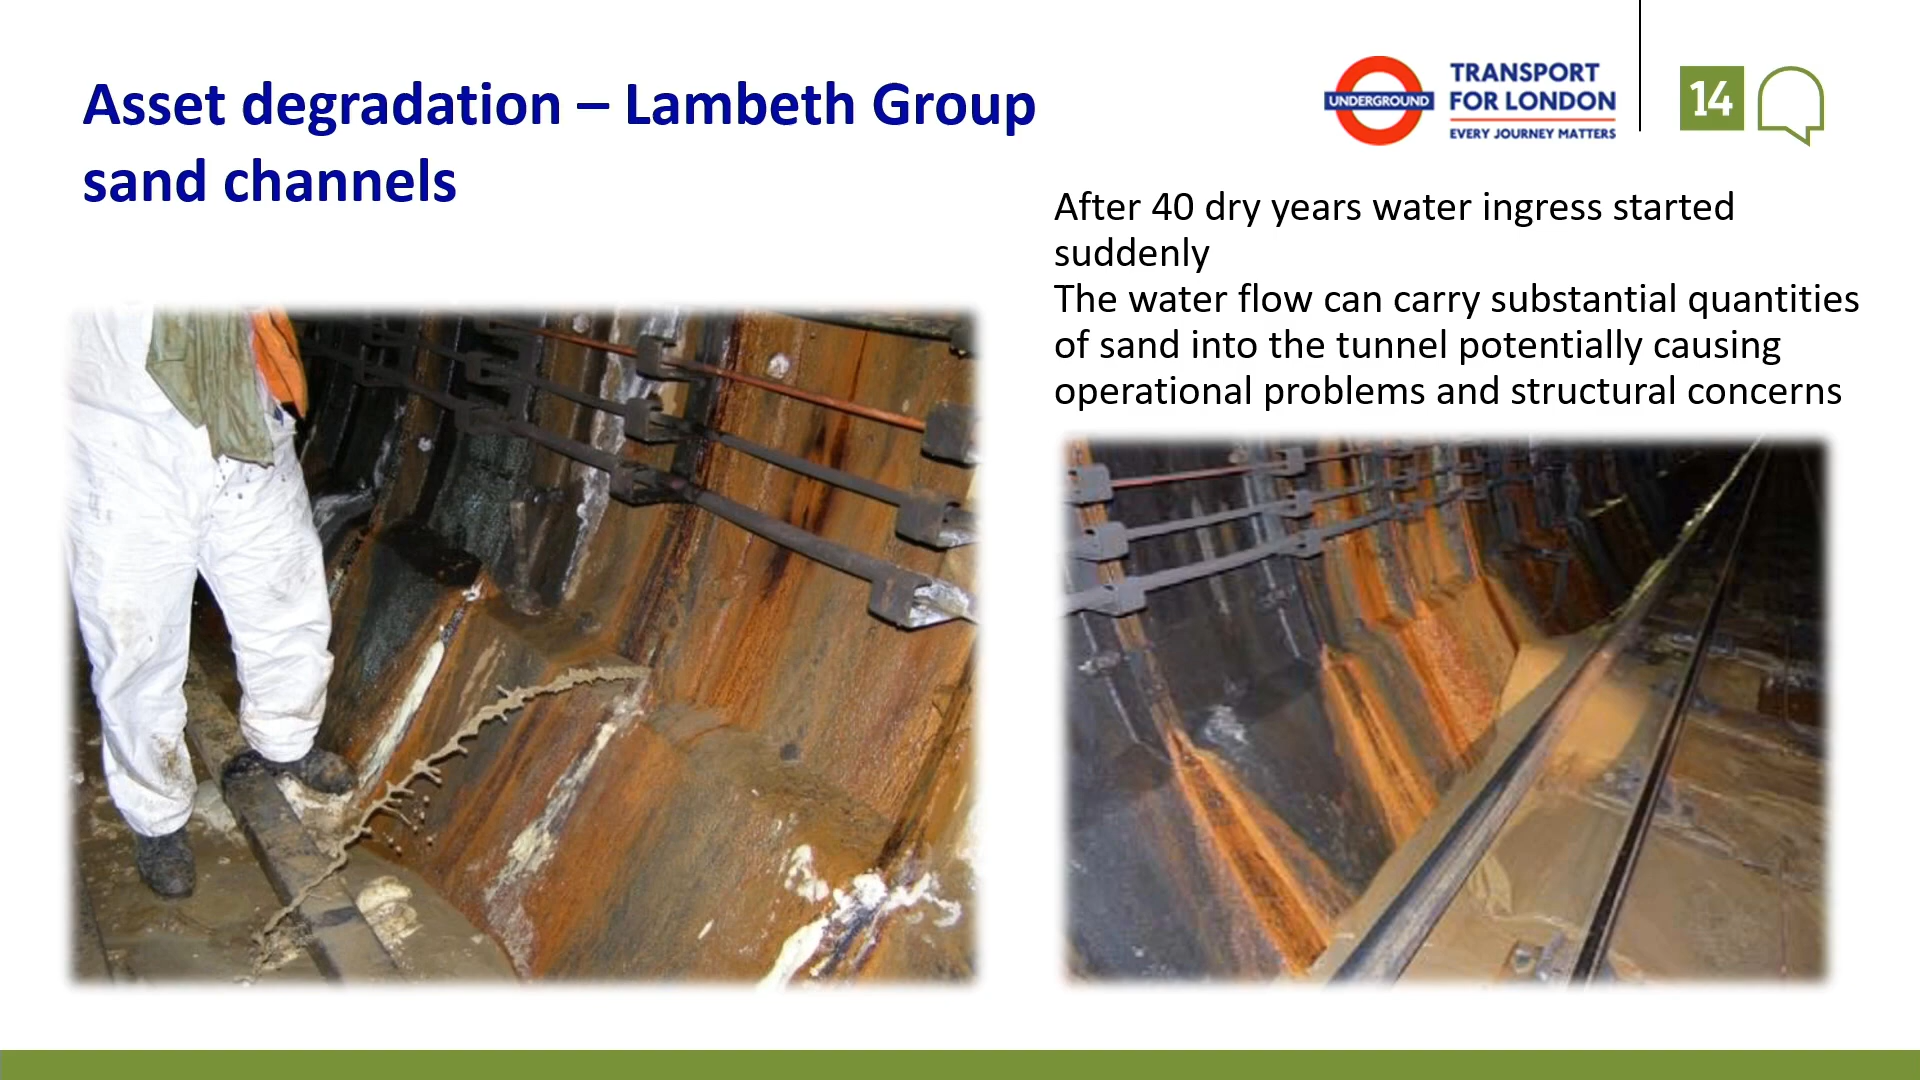 Asset degradation – Lambeth Group
sand channels
UNDERGROUND
TRANSPORT
FOR LONDON
EVERY JOURNEY MATTERS
14
After 40 dry years water ingress started
suddenly
The water flow can carry substantial quantities
of sand into the tunnel potentially causing
operational problems and structural concerns